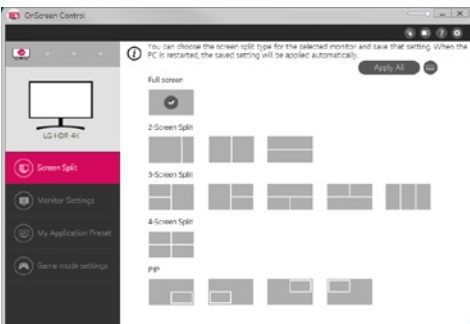 OnScreen Control
You can choose the screen split type for the selected monitor and save that setting. When the
PC is restarted, the saved setting will be applied automatically.
Apply All
Full screen
LG HDR 4K
2-Screen Split
Screen Split
3-Screen Split
Monitor Settings
My Application Preset
4-Screen Split
Game mode settings
PIP